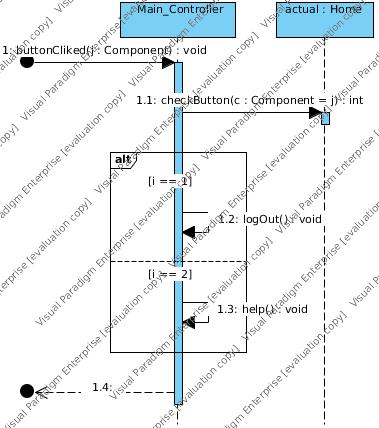 Main_Controller
actual : Home
1: buttonCliked(j : Component) : void
1.1: checkButton(c : Component = j) : int
alt
[i == 1]
1.2: logOut() : void
[i == 2]
1.3: help() : void
1.4:
Visual Paradigm Enterprise [evaluation copy]